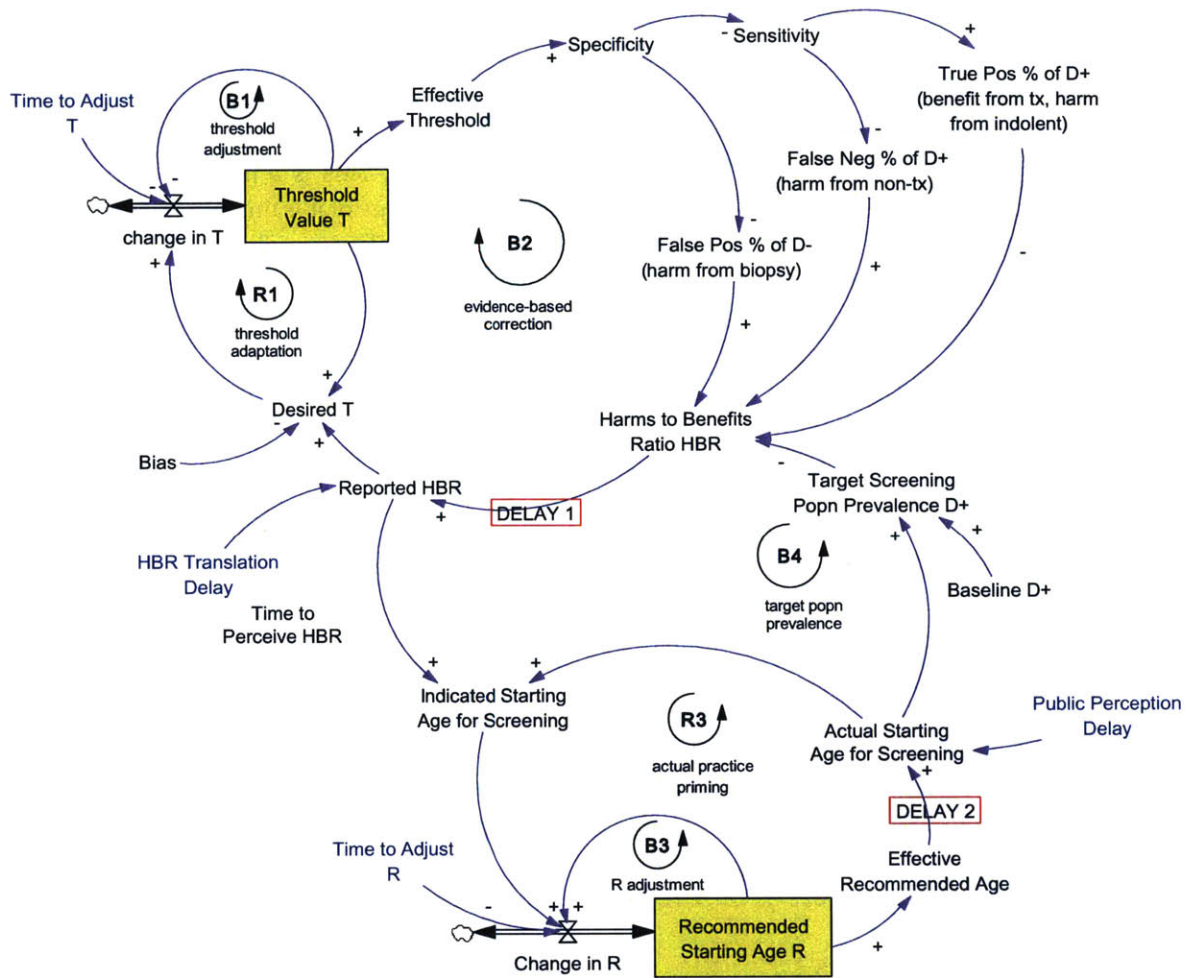 Specificity
Sensitivity
True Pos % of D+
(benefit from tx, harm
from indolent)
Time to Adjust
T
B1
threshold
adjustment
Effective
Threshold
False Neg % of D+
(harm from non-tx)
Threshold
Value T
change in T
B2
evidence-based
correction
False Pos % of D-
(harm from biopsy)
R1
threshold
adaptation
Desired T
Harms to Benefits
Ratio HBR
Bias
Reported HBR
DELAY 1
Target Screening
Popn Prevalence D+
HBR Translation
Delay
B4
target popn
prevalence
Baseline D+
Time to
Perceive HBR
Indicated Starting
Age for Screening
R3
actual practice
priming
Actual Starting
Age for Screening
Public Perception
Delay
DELAY 2
Time to Adjust
R
B3
R adjustment
Effective
Recommended Age
Recommended
Starting Age R
Change in R